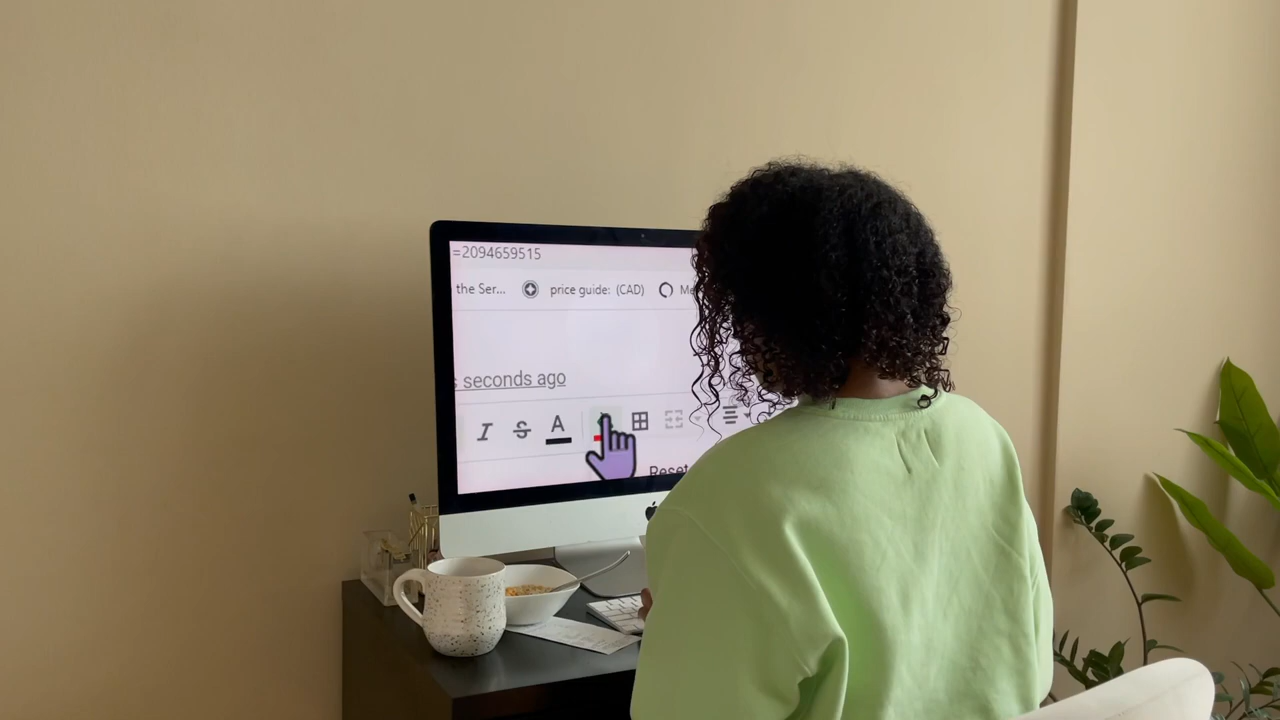 =2094659515
the Ser... price guide: (CAD)
seconds ago
I S A
Reset